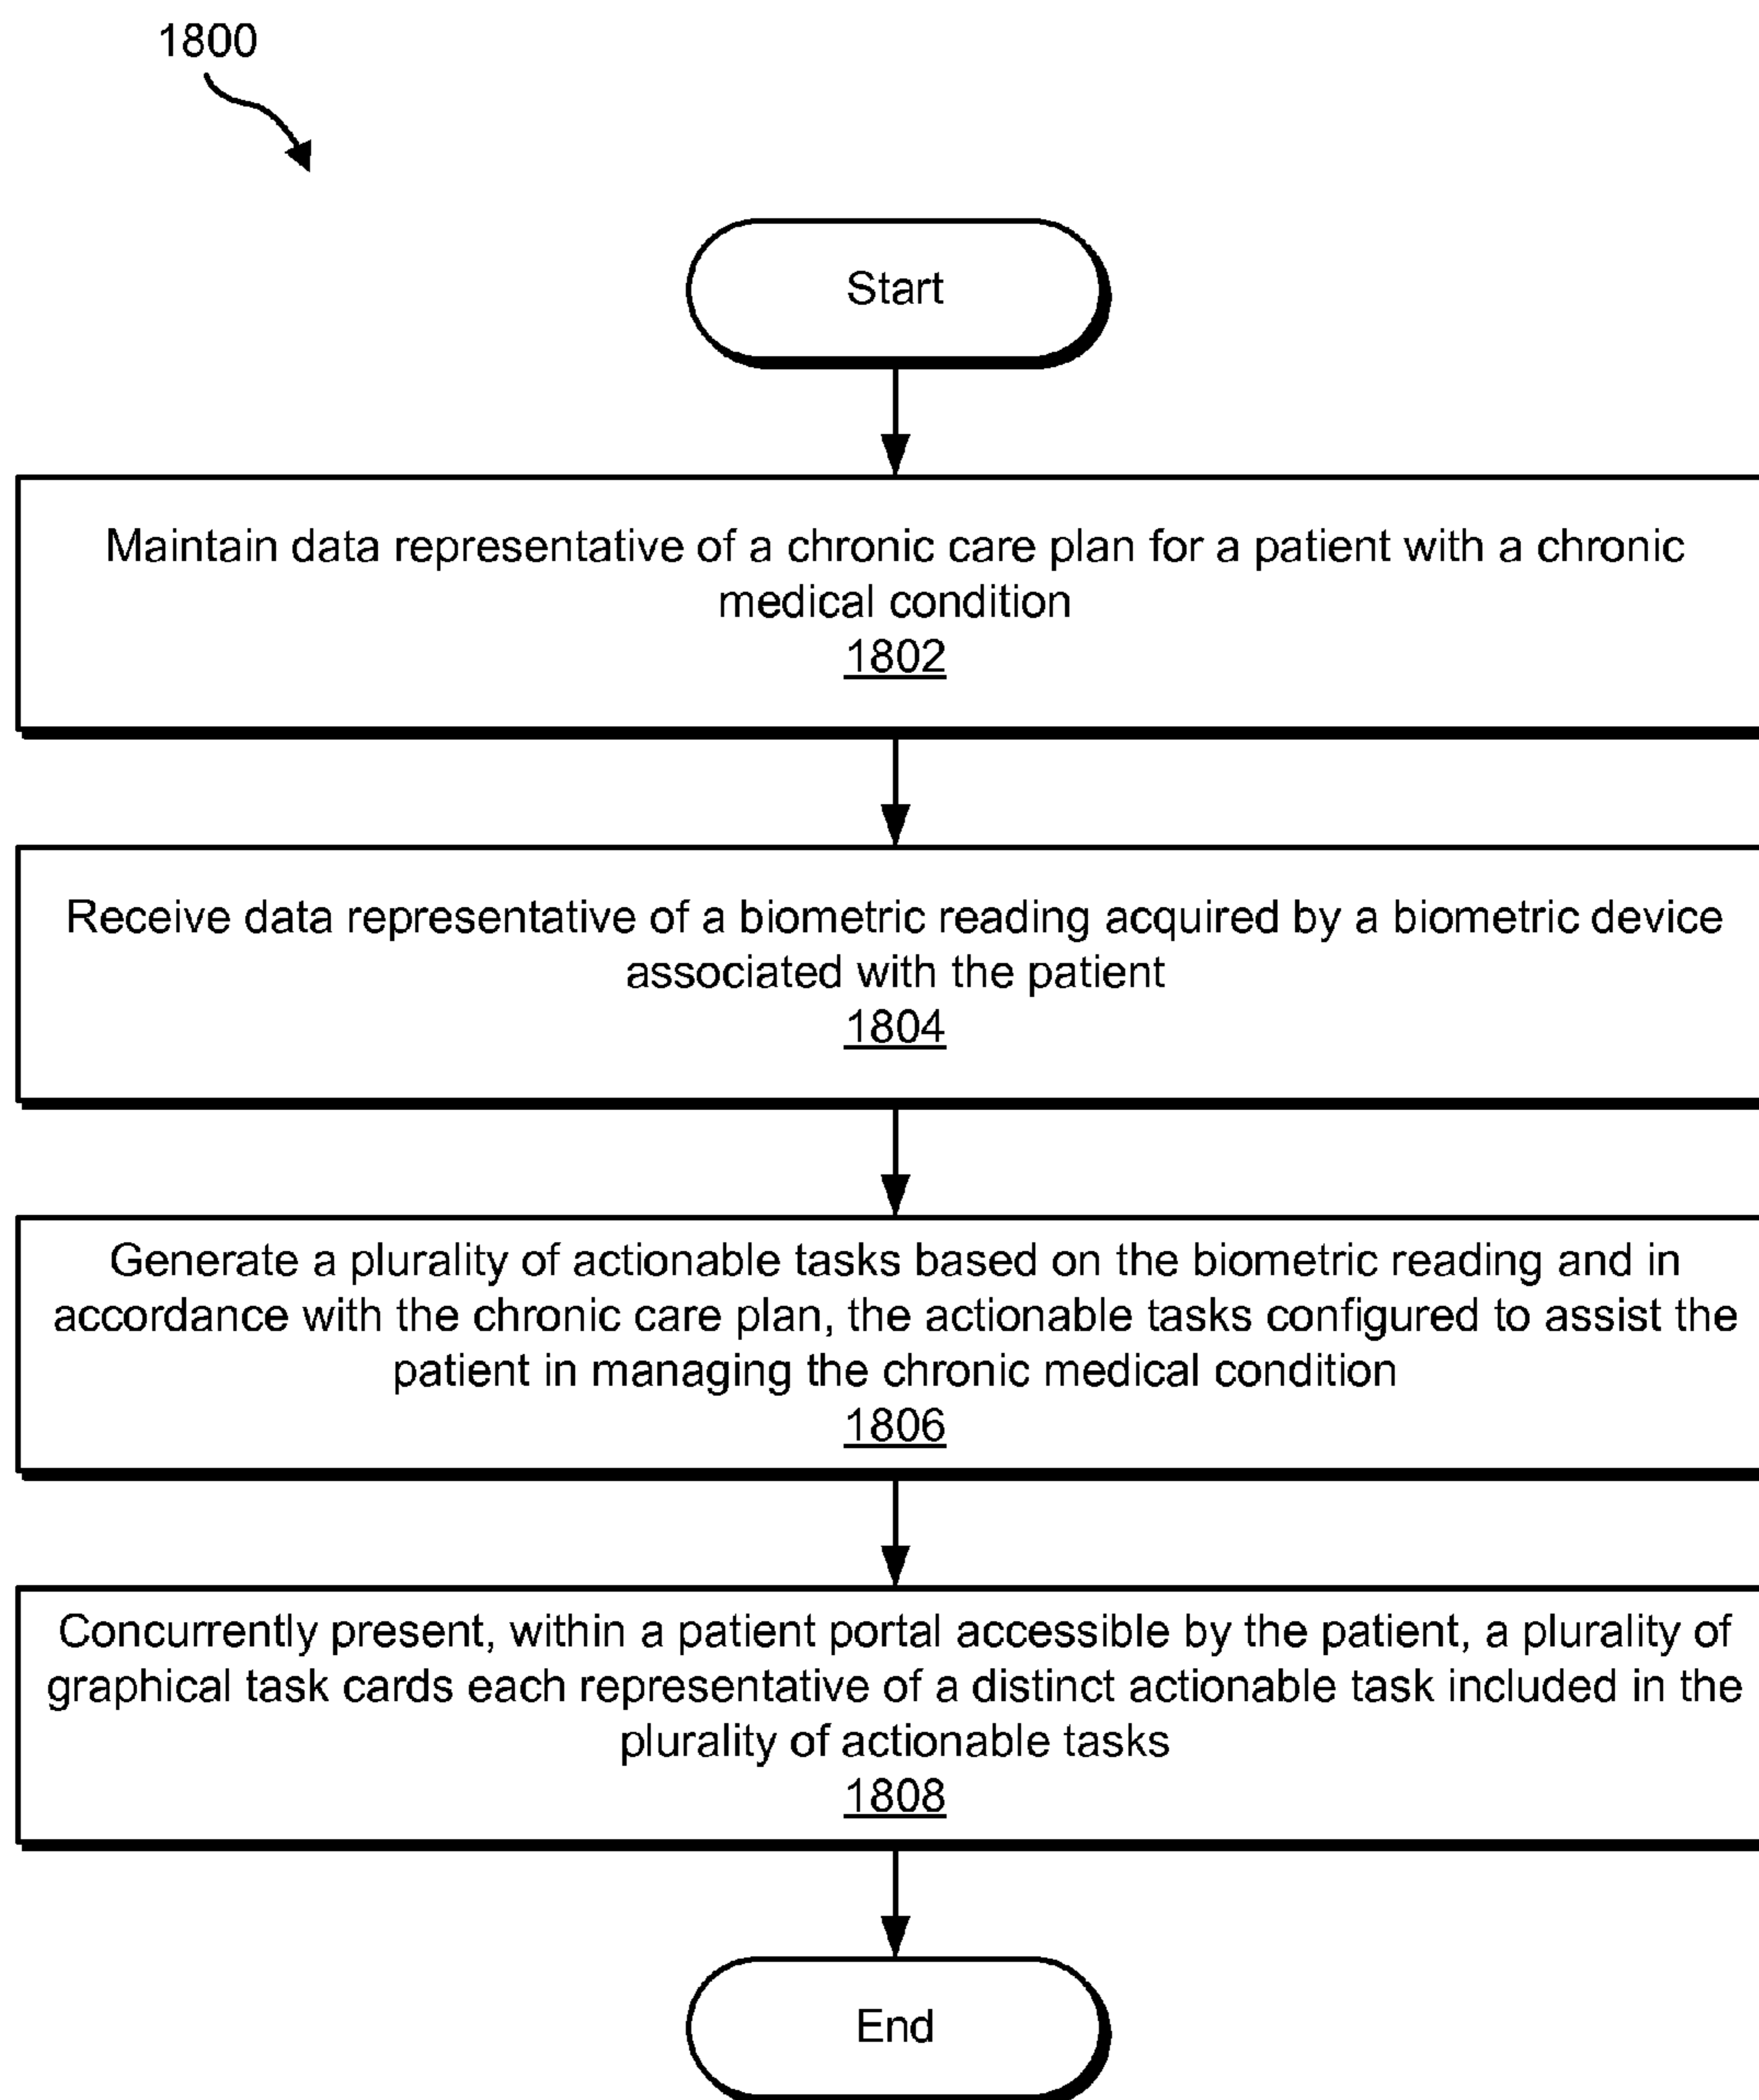 1800
Start
Maintain data representative of a chronic care plan for a patient with a chronic
medical condition
1802
Receive data representative of a biometric reading acquired by a biometric device
associated with the patient
1804
Generate a plurality of actionable tasks based on the biometric reading and in
accordance with the chronic care plan, the actionable tasks configured to assist the
patient in managing the chronic medical condition
1806
Concurrently present, within a patient portal accessible by the patient, a plurality of
graphical task cards each representative of a distinct actionable task included in the
plurality of actionable tasks
1808
End